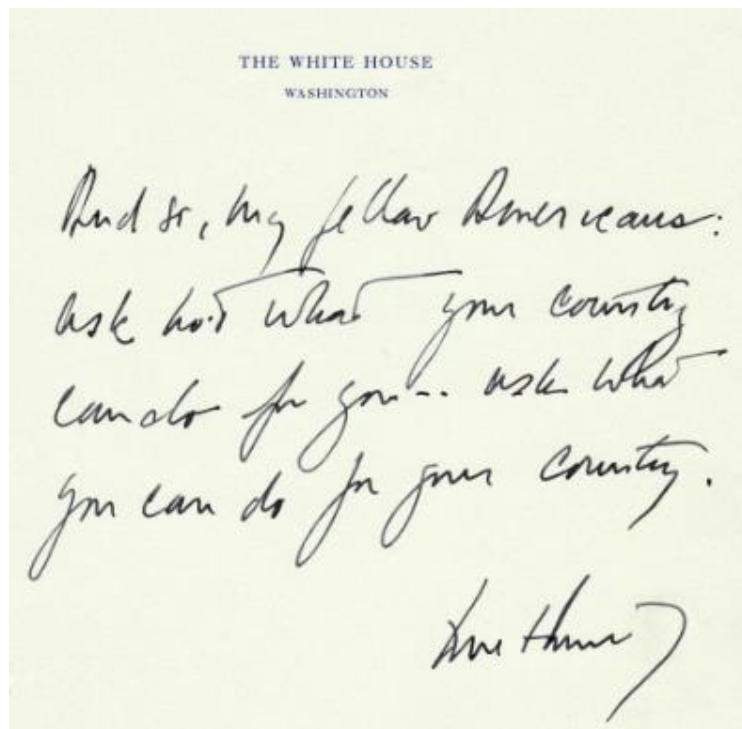 THE WHITE HOUSE
WASHINGTON
And so, my fellow Americans:
ask not what your country
can do for you -- ask what
you can do for your country.